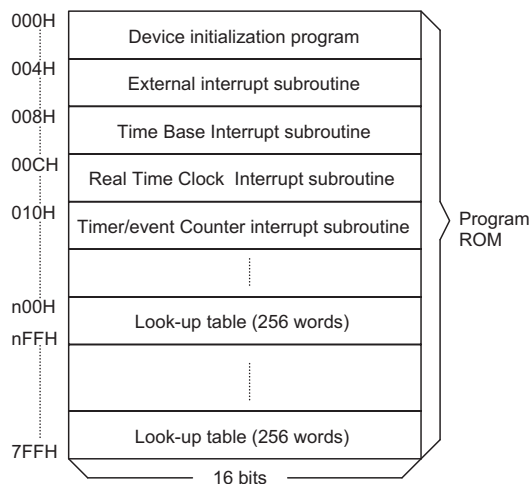 000H
Device initialization program
004H
External interrupt subroutine
008H
Time Base Interrupt subroutine
00CH
Real Time Clock Interrupt subroutine
010H
Timer/event Counter interrupt subroutine
Program
ROM
n00H
Look-up table (256 words)
nFFH
Look-up table (256 words)
7FFH
16 bits